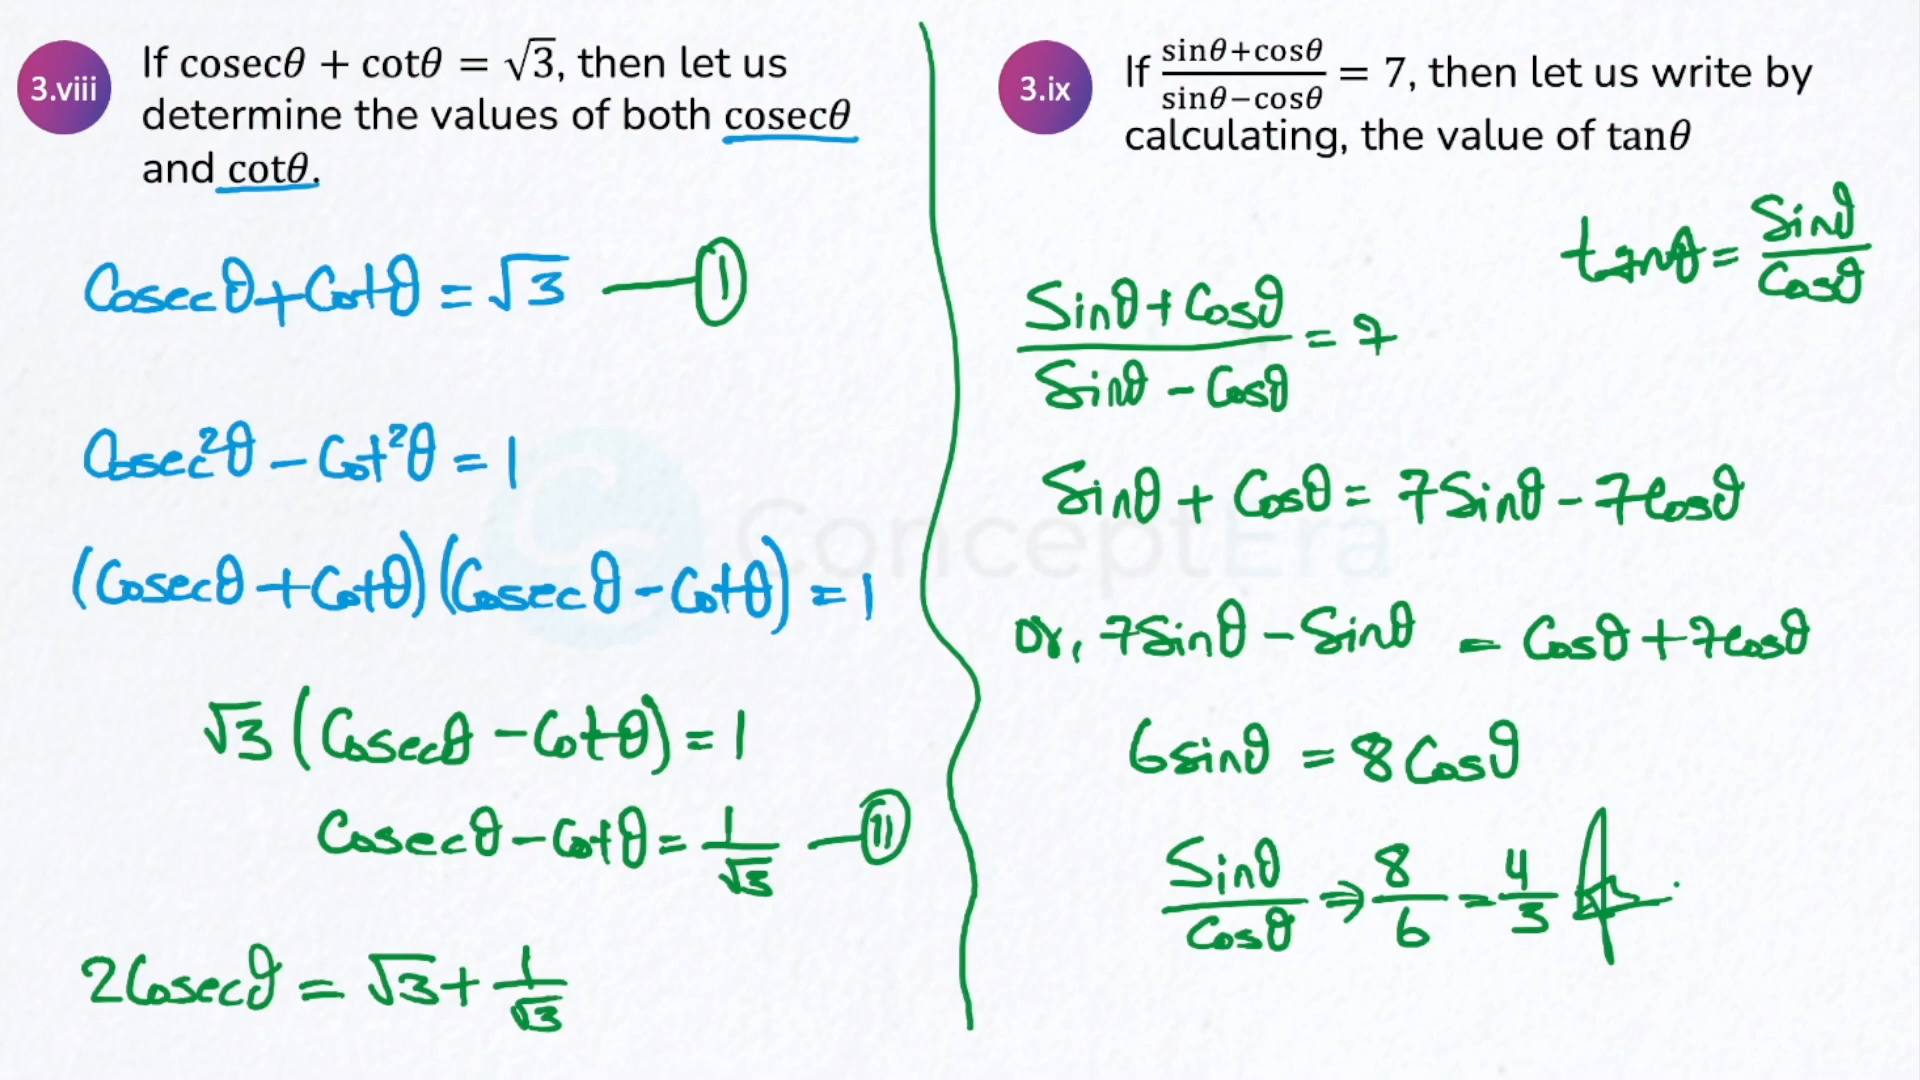 3.viii
If cosecθ + cotθ = √3, then let us
determine the values of both cosecθ
and cotθ.
Cosecθ+Cotθ = √3 —(I)
Cosec²θ – Cot²θ = 1
(Cosecθ +Cotθ)(Cosecθ - Cotθ) = 1
√3 (Cosecθ – Cotθ) = 1
Cosecθ – Cotθ = 1/√3 —(II)
2Cosecθ = √3 + 1/√3
3.ix
If (sinθ+cosθ)/(sinθ−cosθ) = 7, then let us write by
calculating, the value of tanθ
tanθ = Sinθ/Cosθ
(Sinθ + Cosθ)/(Sinθ – Cosθ) = 7
Sinθ + Cosθ = 7Sinθ – 7Cosθ
or, 7Sinθ – Sinθ = Cosθ + 7Cosθ
6sinθ = 8Cosθ
Sinθ/Cosθ ⇒ 8/6 = 4/3
ConceptEra